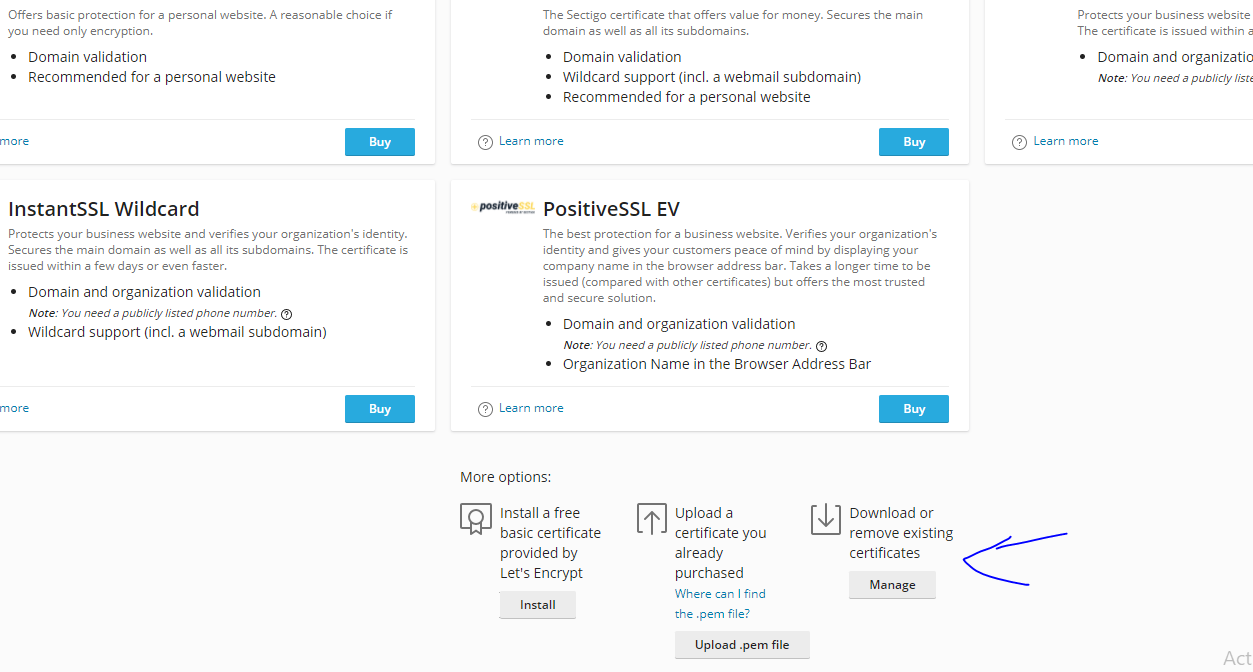 Offers basic protection for a personal website. A reasonable choice if
you need only encryption.
Domain validation
Recommended for a personal website
more
Buy
The Sectigo certificate that offers value for money. Secures the main
domain as well as all its subdomains.
Domain validation
Wildcard support (incl. a webmail subdomain)
Recommended for a personal website
Learn more
Buy
Protects your business website
The certificate is issued within a
Domain and organizatio
Note: You need a publicly liste
Learn more
InstantSSL Wildcard
Protects your business website and verifies your organization's identity.
Secures the main domain as well as all its subdomains. The certificate is
issued within a few days or even faster.
Domain and organization validation
Note: You need a publicly listed phone number.
Wildcard support (incl. a webmail subdomain)
more
Buy
positiveSSL
PositiveSSL EV
The best protection for a business website. Verifies your organization's
identity and gives your customers peace of mind by displaying your
company name in the browser address bar. Takes a longer time to be
issued (compared with other certificates) but offers the most trusted
and secure solution.
Domain and organization validation
Note: You need a publicly listed phone number.
Organization Name in the Browser Address Bar
Learn more
Buy
More options:
Install a free
basic certificate
provided by
Let's Encrypt
Install
Upload a
certificate you
already
purchased
Where can I find
the .pem file?
Upload .pem file
Download or
remove existing
certificates
Manage
Act